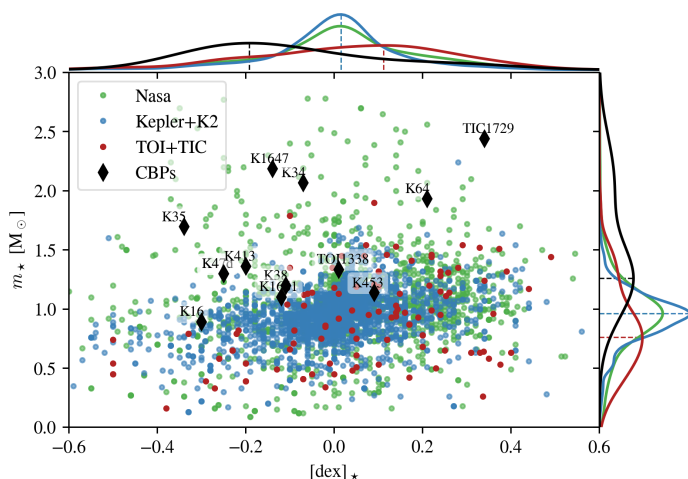 3.0
2.5
2.0
1.5
1.0
0.5
0.0
m⋆ [M⊙]
Nasa
Kepler+K2
TOI+TIC
CBPs
TIC1729
K1647
K34
K64
K35
K413
TOI1338
K38
K453
K16
−0.6
−0.4
−0.2
0.0
0.2
0.4
0.6
[dex]⋆